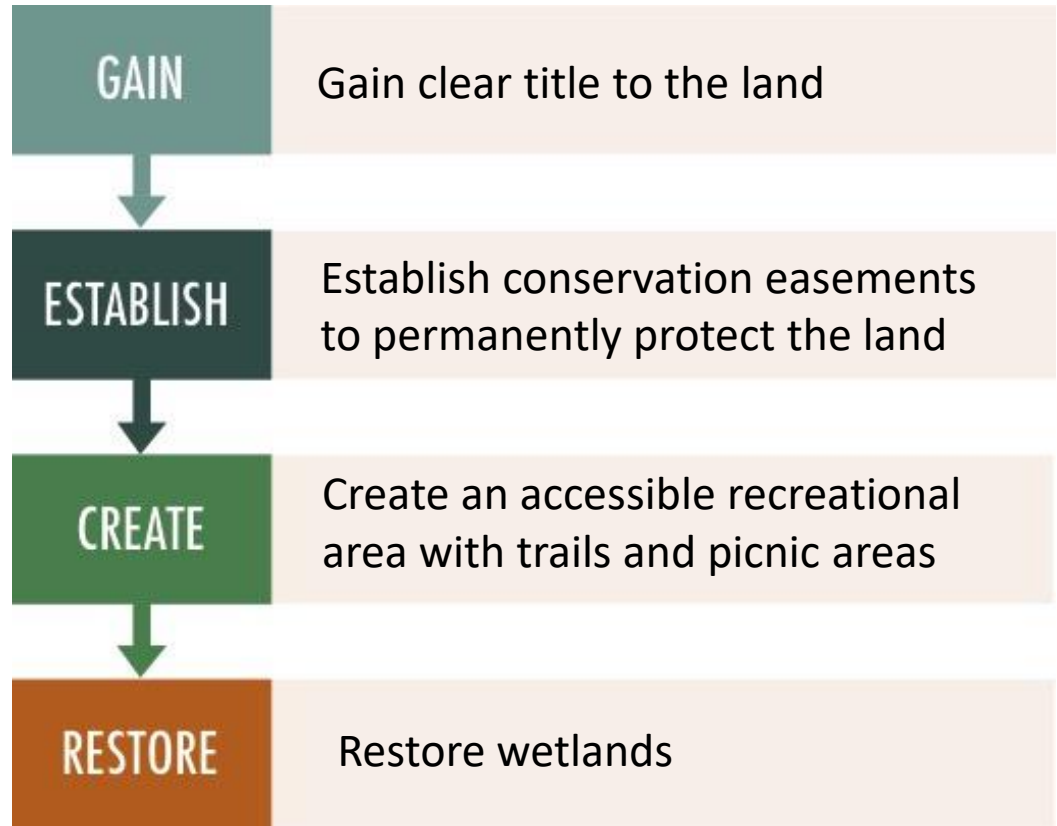 GAIN
Gain clear title to the land
ESTABLISH
Establish conservation easements
to permanently protect the land
CREATE
Create an accessible recreational
area with trails and picnic areas
RESTORE
Restore wetlands